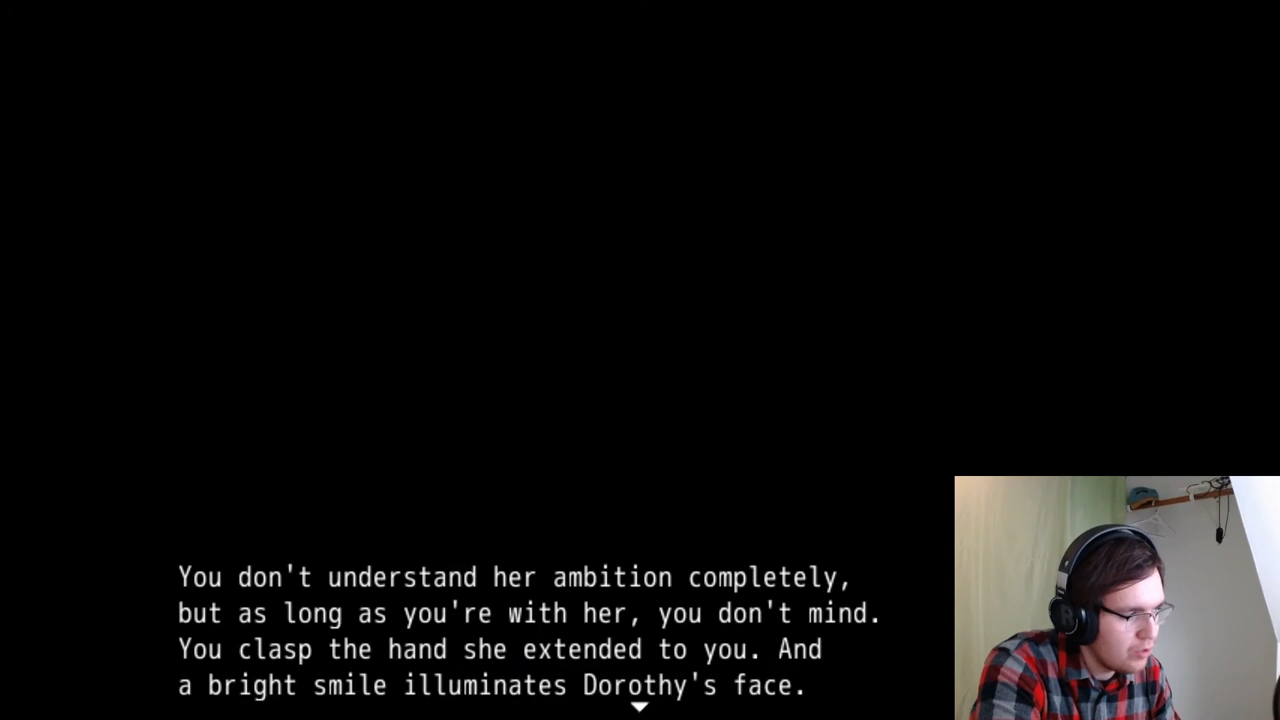 You don't understand her ambition completely,
but as long as you're with her, you don't mind.
You clasp the hand she extended to you. And
a bright smile illuminates Dorothy's face.